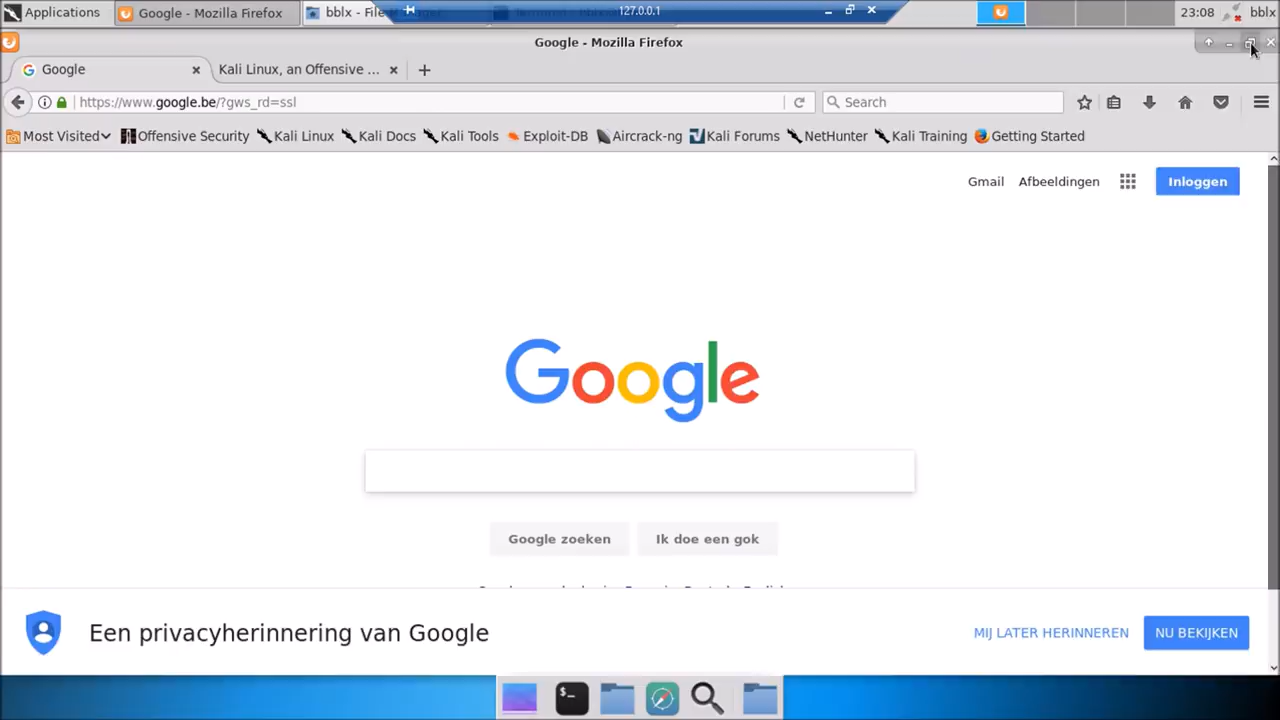 Applications
Google - Mozilla Firefox
bblx - File
127.0.0.1
23:08
bblx
Google - Mozilla Firefox
Google
Kali Linux, an Offensive ...
https://www.google.be/?gws_rd=ssl
Search
Most Visited
Offensive Security
Kali Linux
Kali Docs
Kali Tools
Exploit-DB
Aircrack-ng
Kali Forums
NetHunter
Kali Training
Getting Started
Gmail
Afbeeldingen
Inloggen
Google
Google zoeken
Ik doe een gok
Een privacyherinnering van Google
MIJ LATER HERINNEREN
NU BEKIJKEN
$_